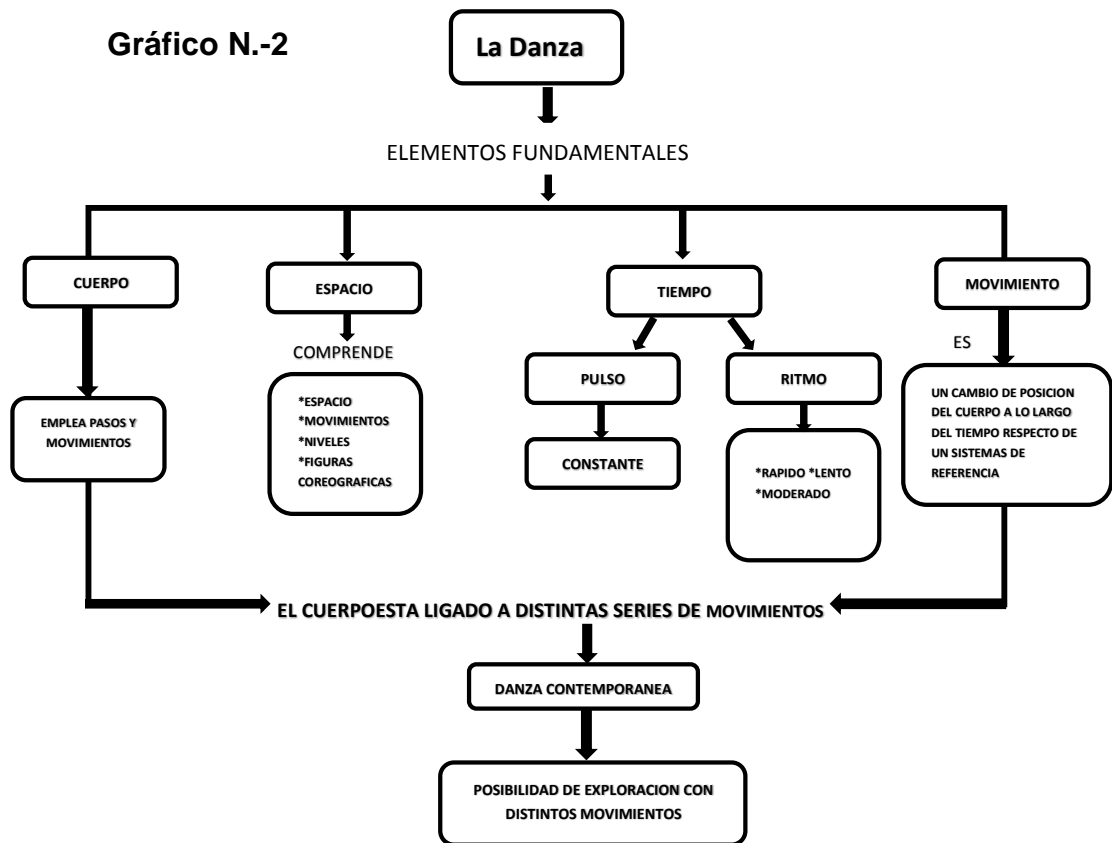 Gráfico N.-2
La Danza
ELEMENTOS FUNDAMENTALES
CUERPO
ESPACIO
TIEMPO
MOVIMIENTO
COMPRENDE
ES
EMPLEA PASOS Y
MOVIMIENTOS
*ESPACIO
*MOVIMIENTOS
*NIVELES
*FIGURAS
COREOGRAFICAS
PULSO
RITMO
CONSTANTE
*RAPIDO *LENTO
*MODERADO
UN CAMBIO DE POSICION
DEL CUERPO A LO LARGO
DEL TIEMPO RESPECTO DE
UN SISTEMAS DE
REFERENCIA
EL CUERPOESTA LIGADO A DISTINTAS SERIES DE MOVIMIENTOS
DANZA CONTEMPORANEA
POSIBILIDAD DE EXPLORACION CON
DISTINTOS MOVIMIENTOS